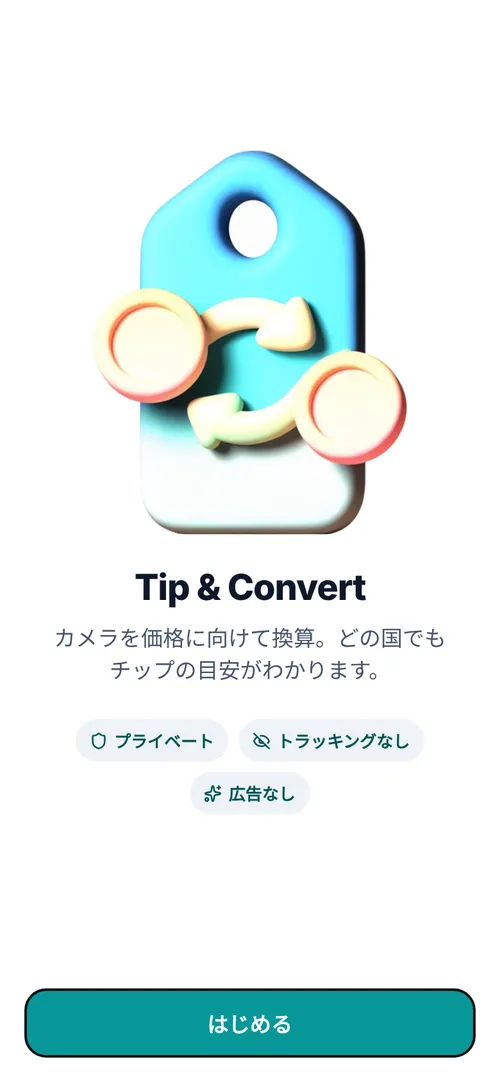 Tip & Convert
カメラを価格に向けて換算。どの国でも
チップの目安がわかります。
プライベート
トラッキングなし
広告なし
はじめる